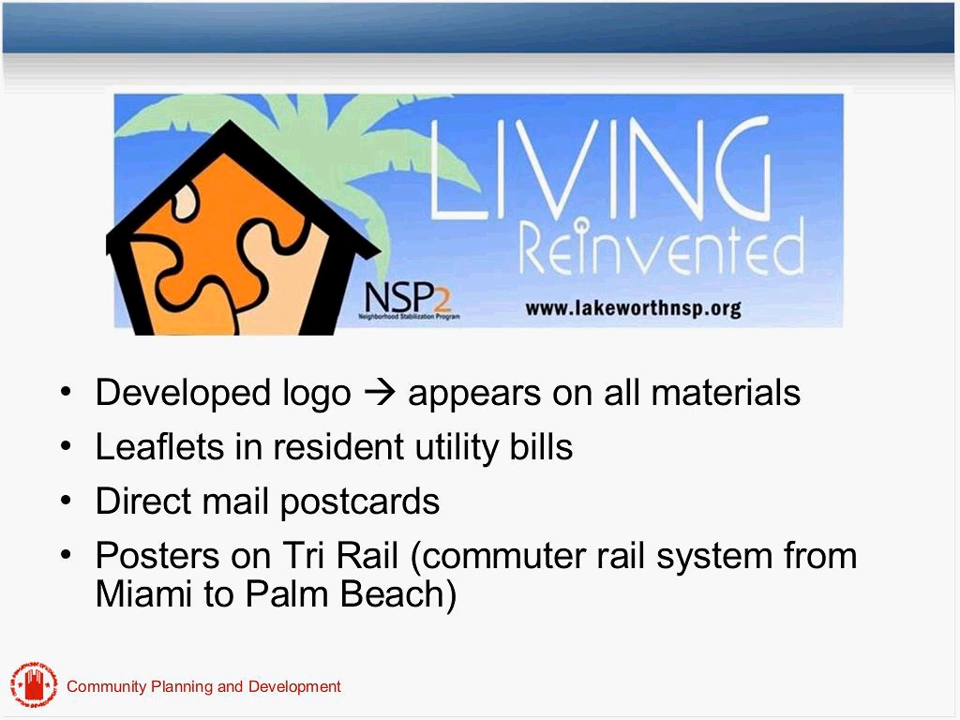 LIVING
Reinvented
NSP2
Neighborhood Stabilization Program
www.lakeworthnsp.org
• Developed logo → appears on all materials
• Leaflets in resident utility bills
• Direct mail postcards
• Posters on Tri Rail (commuter rail system from
Miami to Palm Beach)
Community Planning and Development